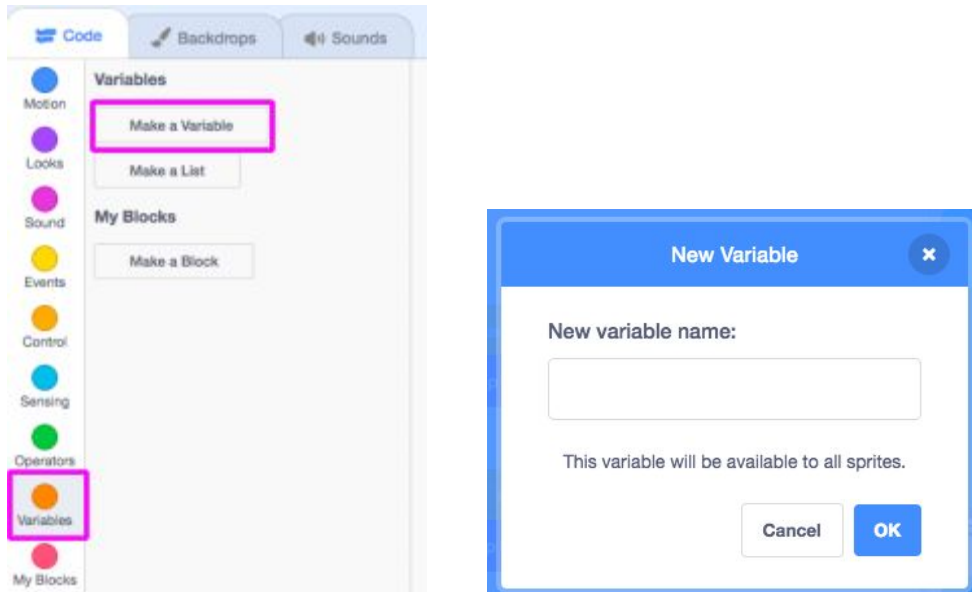 Code Backdrops Sounds
Variables
Make a Variable
Make a List
My Blocks
Make a Block
Motion
Looks
Sound
Events
Control
Sensing
Operators
Variables
My Blocks
New Variable
New variable name:
This variable will be available to all sprites.
Cancel OK